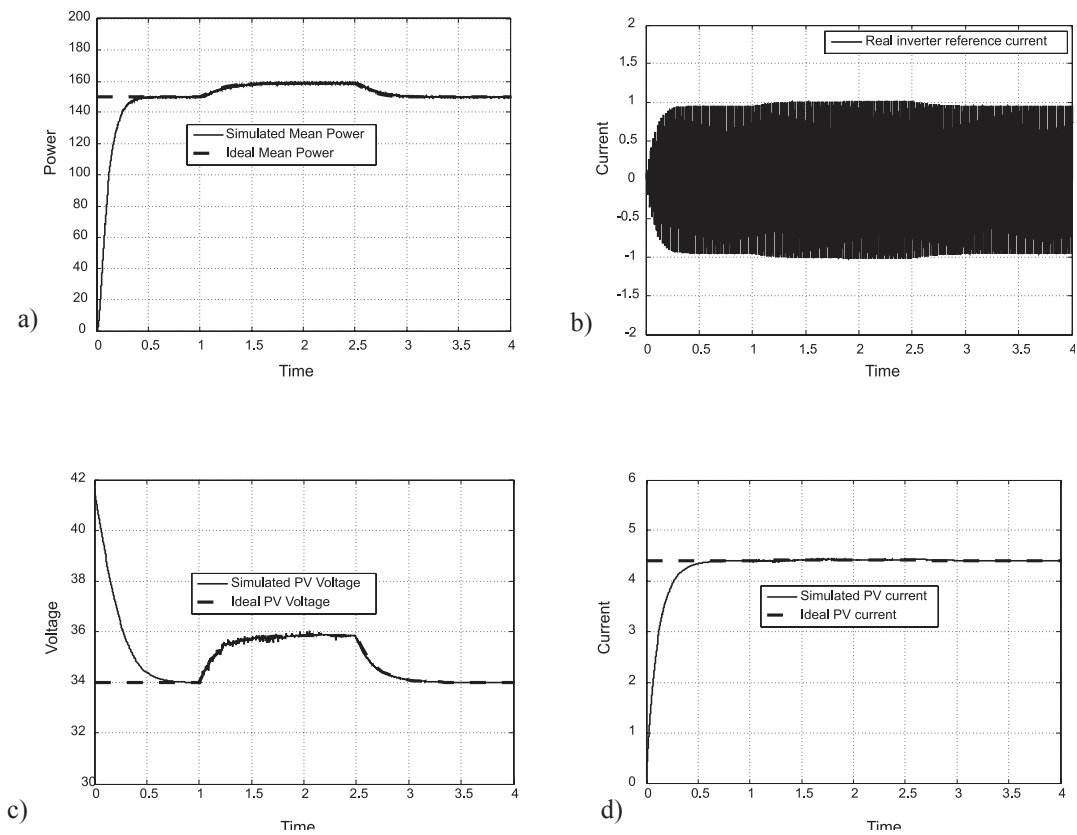 200
180
160
140
120
100
80
60
40
20
0
Power
Simulated Mean Power
Ideal Mean Power
0 0.5 1 1.5 2 2.5 3 3.5 4
Time
a)
2
1.5
1
0.5
0
-0.5
-1
-1.5
-2
Current
Real inverter reference current
0 0.5 1 1.5 2 2.5 3 3.5 4
Time
b)
42
40
38
36
34
32
30
Voltage
Simulated PV Voltage
Ideal PV Voltage
0 0.5 1 1.5 2 2.5 3 3.5 4
Time
c)
6
5
4
3
2
1
0
Current
Simulated PV current
Ideal PV current
0 0.5 1 1.5 2 2.5 3 3.5 4
Time
d)